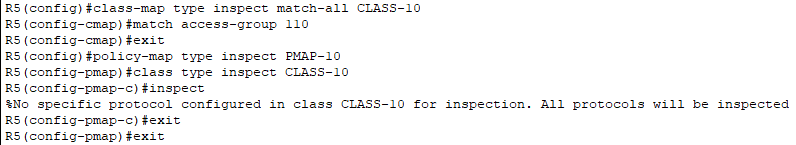 R5(config)#class-map type inspect match-all CLASS-10
R5(config-cmap)#match access-group 110
R5(config-cmap)#exit
R5(config)#policy-map type inspect PMAP-10
R5(config-pmap)#class type inspect CLASS-10
R5(config-pmap-c)#inspect
%No specific protocol configured in class CLASS-10 for inspection. All protocols will be inspected
R5(config-pmap-c)#exit
R5(config-pmap)#exit